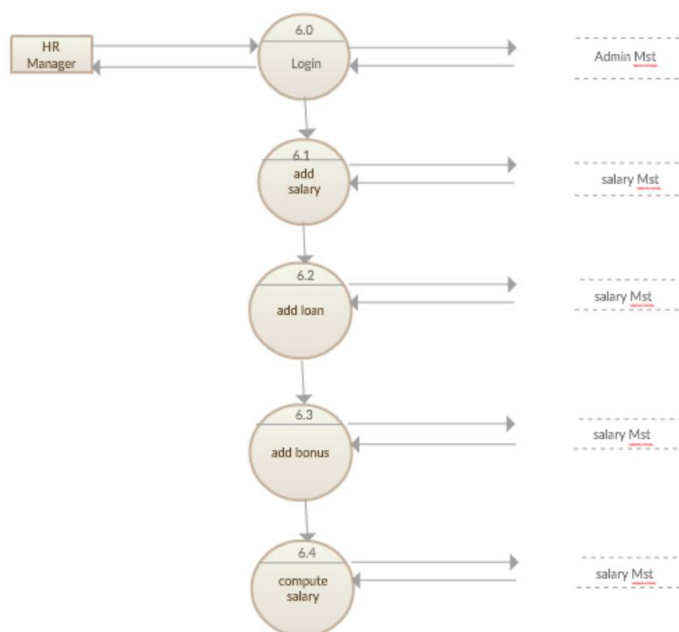 6.0
HR
Manager
Login
Admin Mst
6.1
add
salary
salary Mst
6.2
add loan
salary Mst
6.3
add bonus
salary Mst
6.4
compute
salary
salary Mst